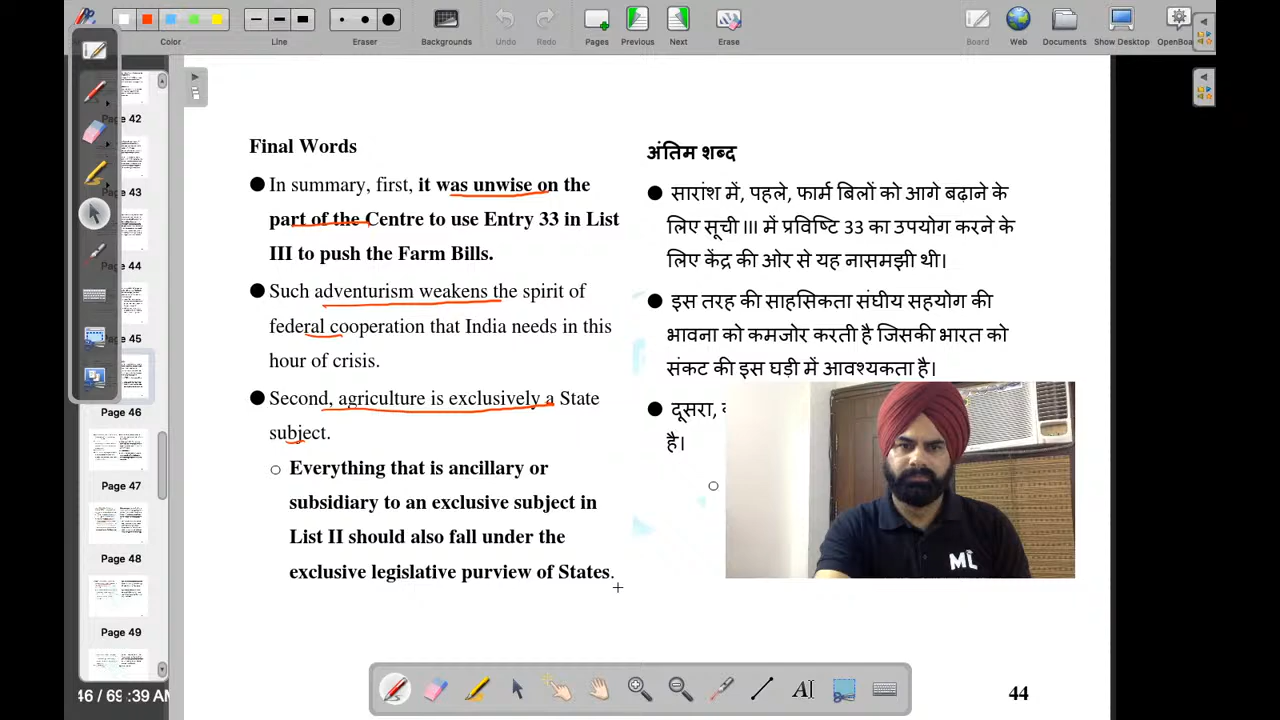 Color
Line
Eraser
Backgrounds
Undo
Redo
Pages
Previous
Next
Erase
Board
Web
Documents
Show Desktop
OpenBoa
42
Page 43
Page 44
Page 45
Page 46
Page 47
Page 48
Page 49
46 / 69
:39 AM
Final Words
● In summary, first, it was unwise on the
part of the Centre to use Entry 33 in List
III to push the Farm Bills.
● Such adventurism weakens the spirit of
federal cooperation that India needs in this
hour of crisis.
● Second, agriculture is exclusively a State
subject.
○ Everything that is ancillary or
subsidiary to an exclusive subject in
List II should also fall under the
exclusive legislative purview of States.
अंतिम शब्द
● सारांश में, पहले, फार्म बिलों को आगे बढ़ाने के
लिए सूची III में प्रविष्टि 33 का उपयोग करने के
लिए केंद्र की ओर से यह नासमझी थी।
● इस तरह की साहसिकता संघीय सहयोग की
भावना को कमजोर करती है जिसकी भारत को
संकट की इस घड़ी में आवश्यकता है।
● दूसरा,
है।
○
ML
44